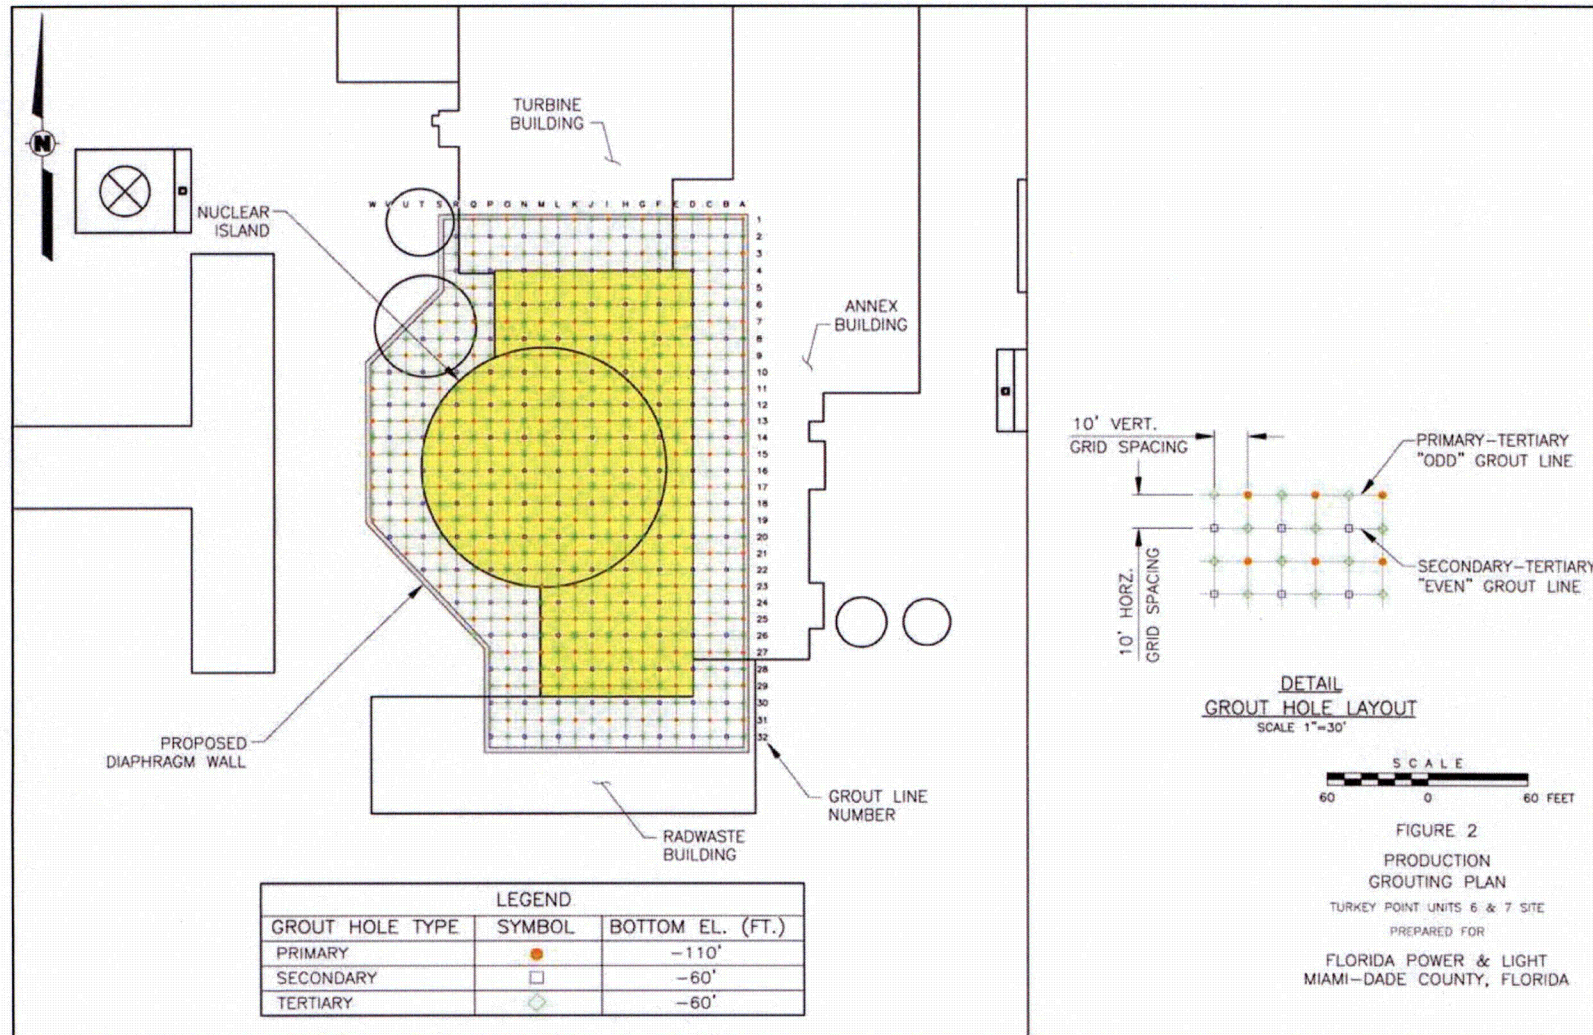 N
TURBINE
BUILDING
NUCLEAR
ISLAND
W V U T S R Q P O N M L K J I H G F E D C B A
1
2
3
4
5
6
7
8
9
10
11
12
13
14
15
16
17
18
19
20
21
22
23
24
25
26
27
28
29
30
31
32
ANNEX
BUILDING
PROPOSED
DIAPHRAGM WALL
GROUT LINE
NUMBER
RADWASTE
BUILDING
LEGEND
GROUT HOLE TYPE SYMBOL BOTTOM EL. (FT.)
PRIMARY -110'
SECONDARY -60'
TERTIARY -60'
10' VERT.
GRID SPACING
10' HORZ.
GRID SPACING
PRIMARY-TERTIARY
"ODD" GROUT LINE
SECONDARY-TERTIARY
"EVEN" GROUT LINE
DETAIL
GROUT HOLE LAYOUT
SCALE 1"=30'
SCALE
60 0 60 FEET
FIGURE 2
PRODUCTION
GROUTING PLAN
TURKEY POINT UNITS 6 & 7 SITE
PREPARED FOR
FLORIDA POWER & LIGHT
MIAMI-DADE COUNTY, FLORIDA